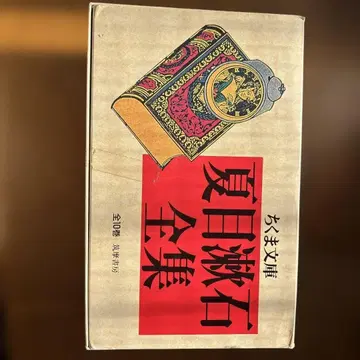 ちくま文庫
夏目漱石
全集
全10巻 筑摩書房